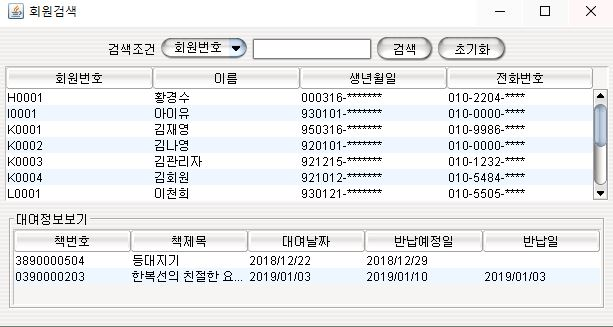 회원검색
검색조건 회원번호 검색 초기화
회원번호 이름 생년월일 전화번호
H0001 황경수 000316-******* 010-2204-****
I0001 아이유 930101-******* 010-0000-****
K0001 김재영 950316-******* 010-9986-****
K0002 김나영 920101-******* 010-0000-****
K0003 김관리자 921215-******* 010-1232-****
K0004 김회원 921012-******* 010-5484-****
L0001 이천희 930121-******* 010-5505-****
대여정보보기
책번호 책제목 대여날짜 반납예정일 반납일
3890000504 등대지기 2018/12/22 2018/12/29
0390000203 한복선의 친절한 요... 2019/01/03 2019/01/10 2019/01/03